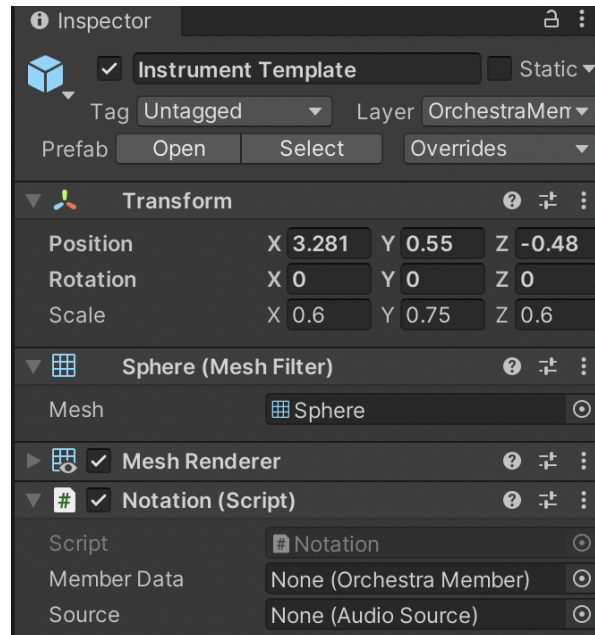 Inspector
Instrument Template Static
Tag Untagged Layer OrchestraMem
Prefab Open Select Overrides
Transform
Position X 3.281 Y 0.55 Z -0.48
Rotation X 0 Y 0 Z 0
Scale X 0.6 Y 0.75 Z 0.6
Sphere (Mesh Filter)
Mesh Sphere
Mesh Renderer
# Notation (Script)
Script # Notation
Member Data None (Orchestra Member)
Source None (Audio Source)